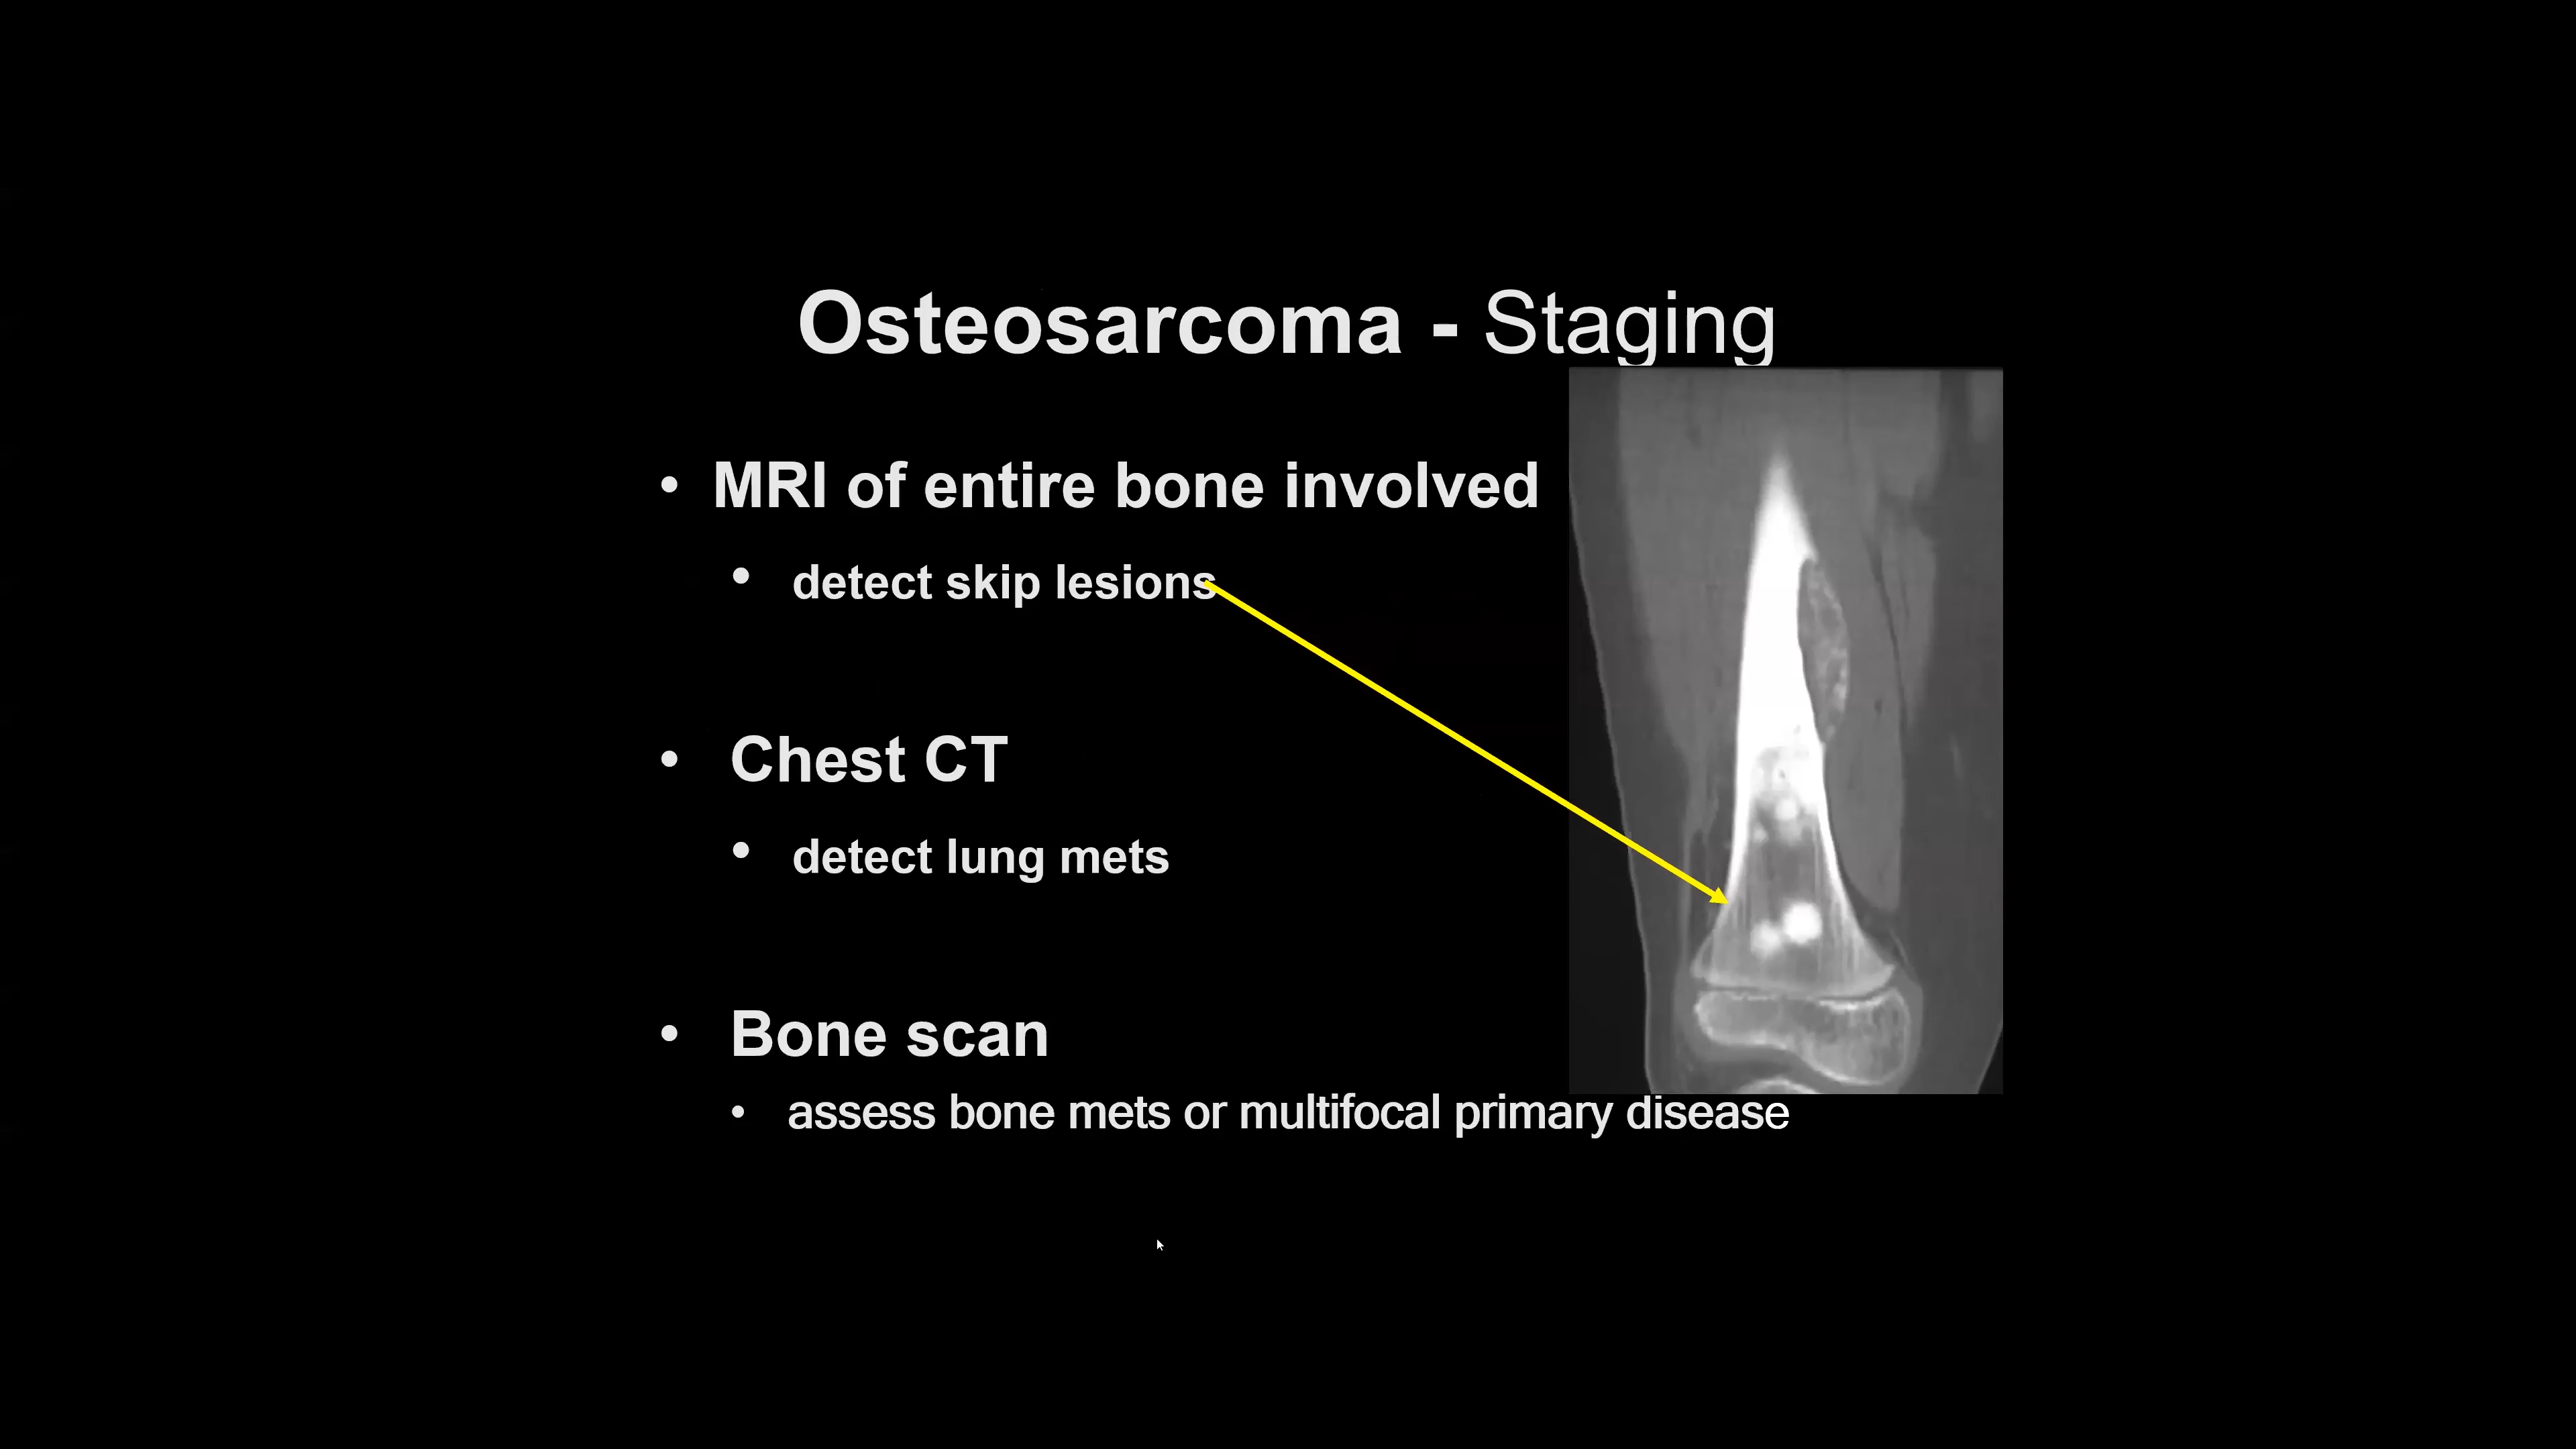 Osteosarcoma - Staging
• MRI of entire bone involved
• detect skip lesions
• Chest CT
• detect lung mets
• Bone scan
• assess bone mets or multifocal primary disease